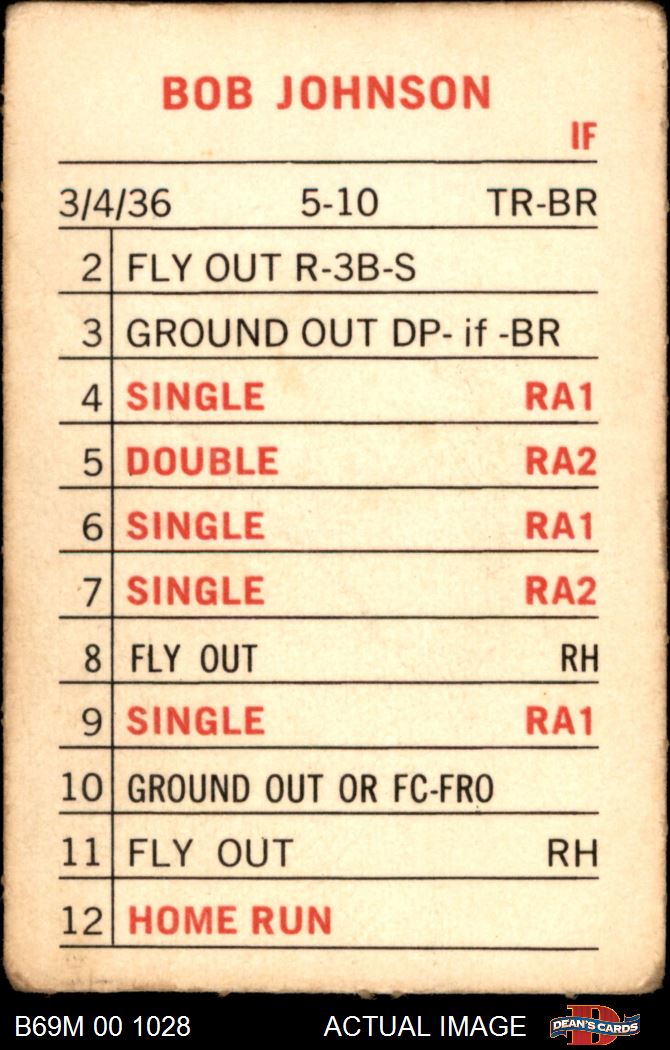 BOB JOHNSON
IF
3/4/36 5-10 TR-BR
2 FLY OUT R-3B-S
3 GROUND OUT DP- if -BR
4 SINGLE RA1
5 DOUBLE RA2
6 SINGLE RA1
7 SINGLE RA2
8 FLY OUT RH
9 SINGLE RA1
10 GROUND OUT OR FC-FRO
11 FLY OUT RH
12 HOME RUN
B69M 00 1028 ACTUAL IMAGE D DEAN'S CARDS